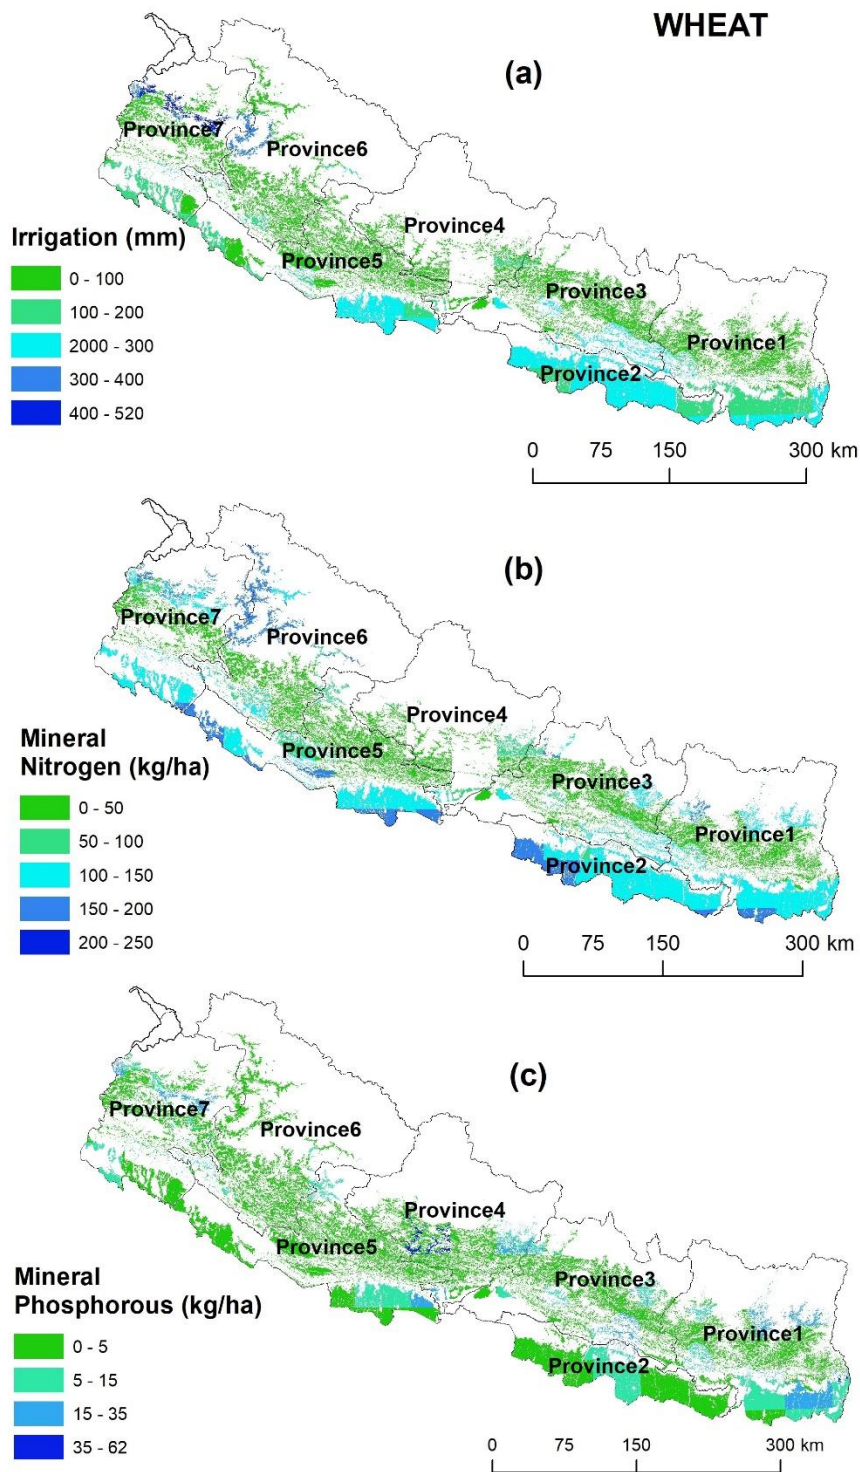 WHEAT
(a)
Province7
Province6
Province4
Province5
Province3
Province1
Province2
Irrigation (mm)
0 - 100
100 - 200
2000 - 300
300 - 400
400 - 520
0 75 150 300 km
(b)
Province7
Province6
Province4
Province5
Province3
Province1
Province2
Mineral
Nitrogen (kg/ha)
0 - 50
50 - 100
100 - 150
150 - 200
200 - 250
0 75 150 300 km
(c)
Province7
Province6
Province4
Province5
Province3
Province1
Province2
Mineral
Phosphorous (kg/ha)
0 - 5
5 - 15
15 - 35
35 - 62
0 75 150 300 km